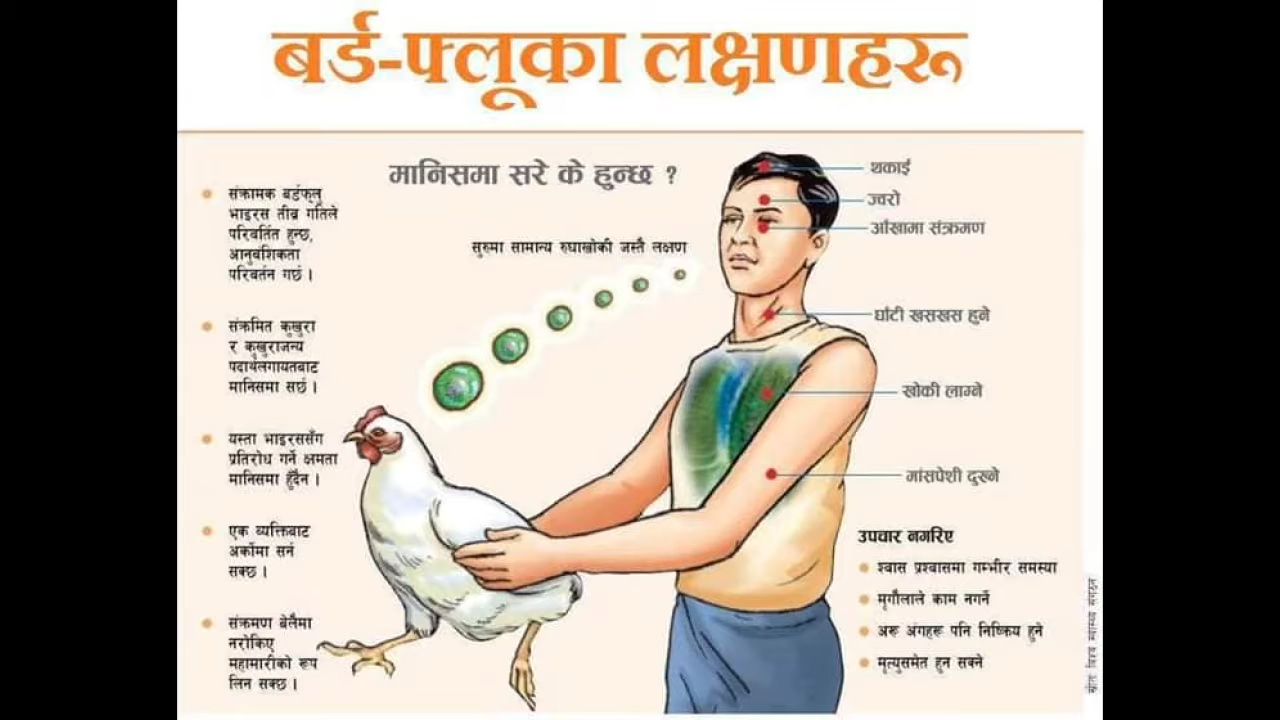 बर्ड-फ्लूका लक्षणहरू
मानिसमा सरे के हुन्छ ?
संक्रामक बर्डफ्लू
भाइरस तीव्र गतिले
परिवर्तित हुन्छ,
आनुवंशिकता
परिवर्तन गर्छ ।
संक्रमित कुखुरा
र कुखुराजन्य
पदार्थलगायतबाट
मानिसमा सर्छ ।
यस्ता भाइरससँग
प्रतिरोध गर्ने क्षमता
मानिसमा हुँदैन ।
एक व्यक्तिबाट
अर्कोमा सर्न
सक्छ ।
संक्रमण बेलैमा
नरोकिए
महामारीको रूप
लिन सक्छ ।
सुरुमा सामान्य रुघाखोकी जस्तै लक्षण
थकाई
ज्वरो
आँखामा संक्रमण
घाँटी खसखस हुने
खोकी लाग्ने
मांसपेशी दुख्ने
उपचार नगरिए
श्वास प्रश्वासमा गम्भीर समस्या
मृगौलाले काम नगर्ने
अरू अंगहरू पनि निष्क्रिय हुने
मृत्युसमेत हुन सक्ने
स्रोतः विश्व स्वास्थ्य संगठन